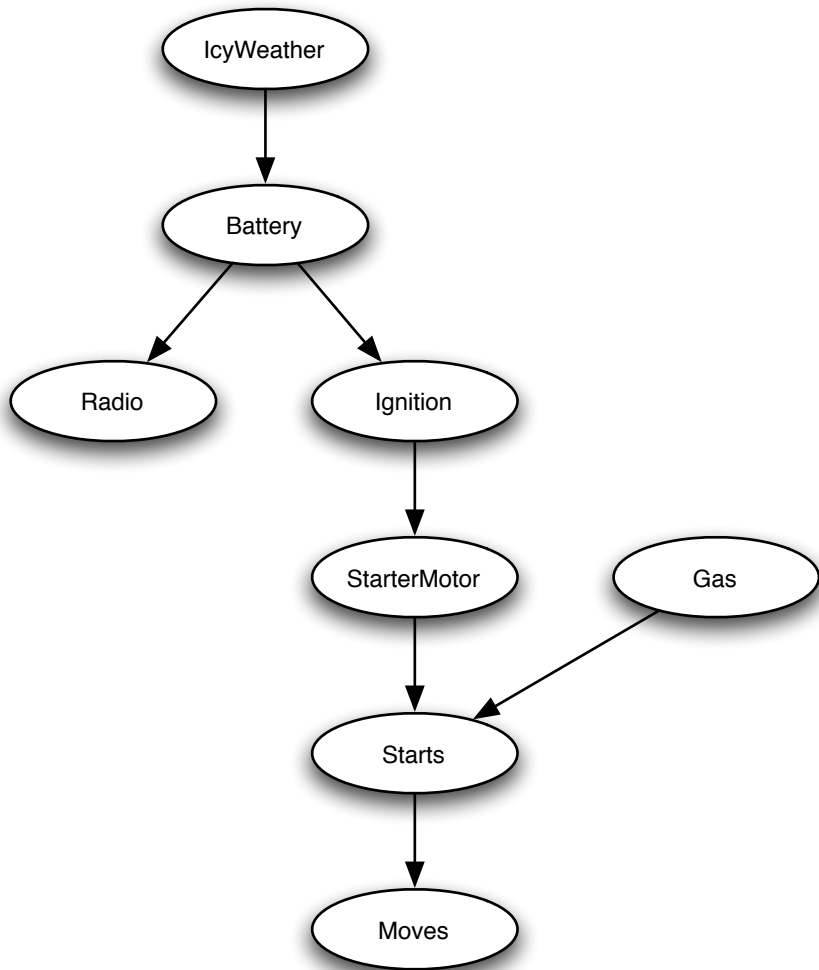 IcyWeather
Battery
Radio
Ignition
StarterMotor
Gas
Starts
Moves